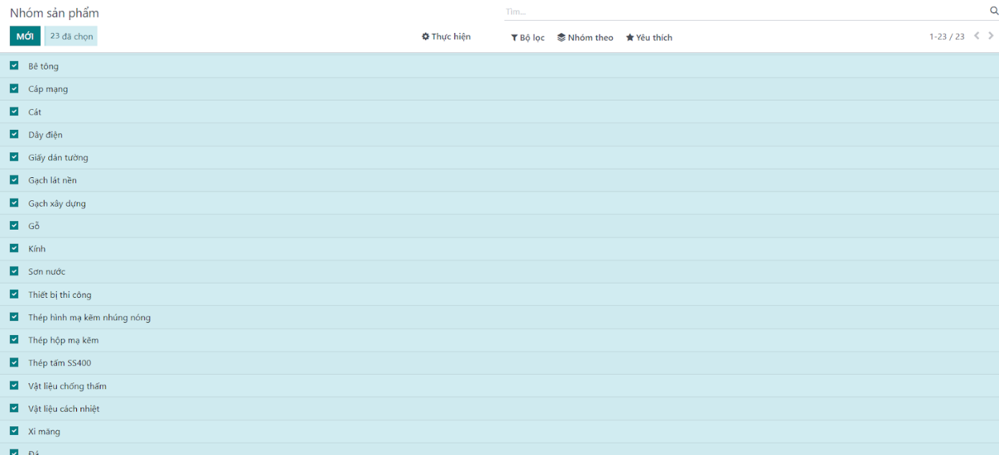 Nhóm sản phẩm
Tìm...
MỚI 23 đã chọn Thực hiện Bộ lọc Nhóm theo Yêu thích 1-23 / 23
Bê tông
Cáp mạng
Cát
Dây điện
Giấy dán tường
Gạch lát nền
Gạch xây dựng
Gỗ
Kính
Sơn nước
Thiết bị thi công
Thép hình mạ kẽm nhúng nóng
Thép hộp mạ kẽm
Thép tấm SS400
Vật liệu chống thấm
Vật liệu cách nhiệt
Xi măng
Đá